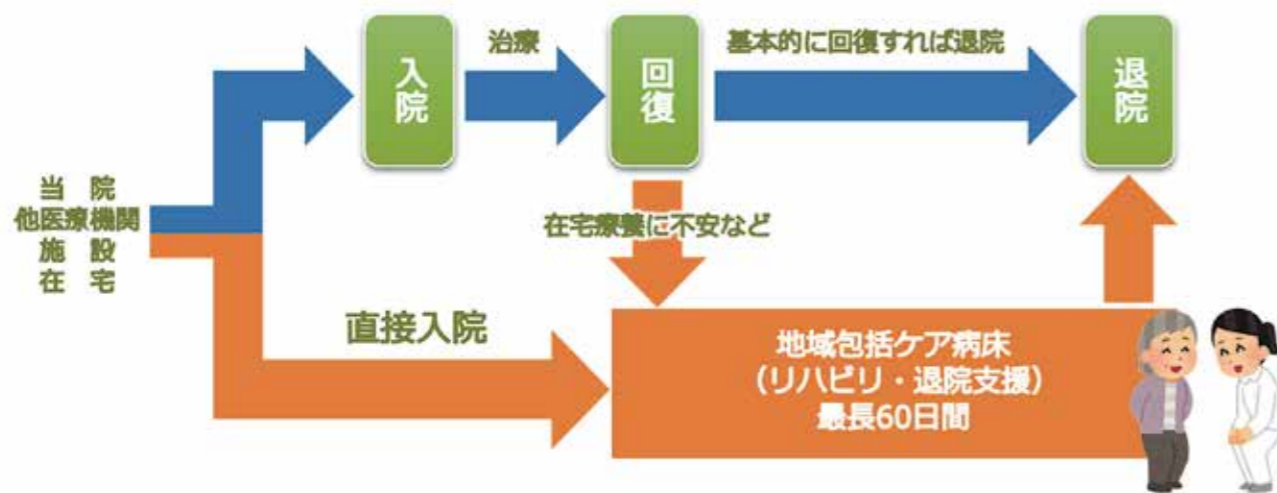 入院
治療
回復
基本的に回復すれば退院
退院
当 院
他医療機関
施 設
在 宅
在宅療養に不安など
直接入院
地域包括ケア病床
（リハビリ・退院支援）
最長60日間